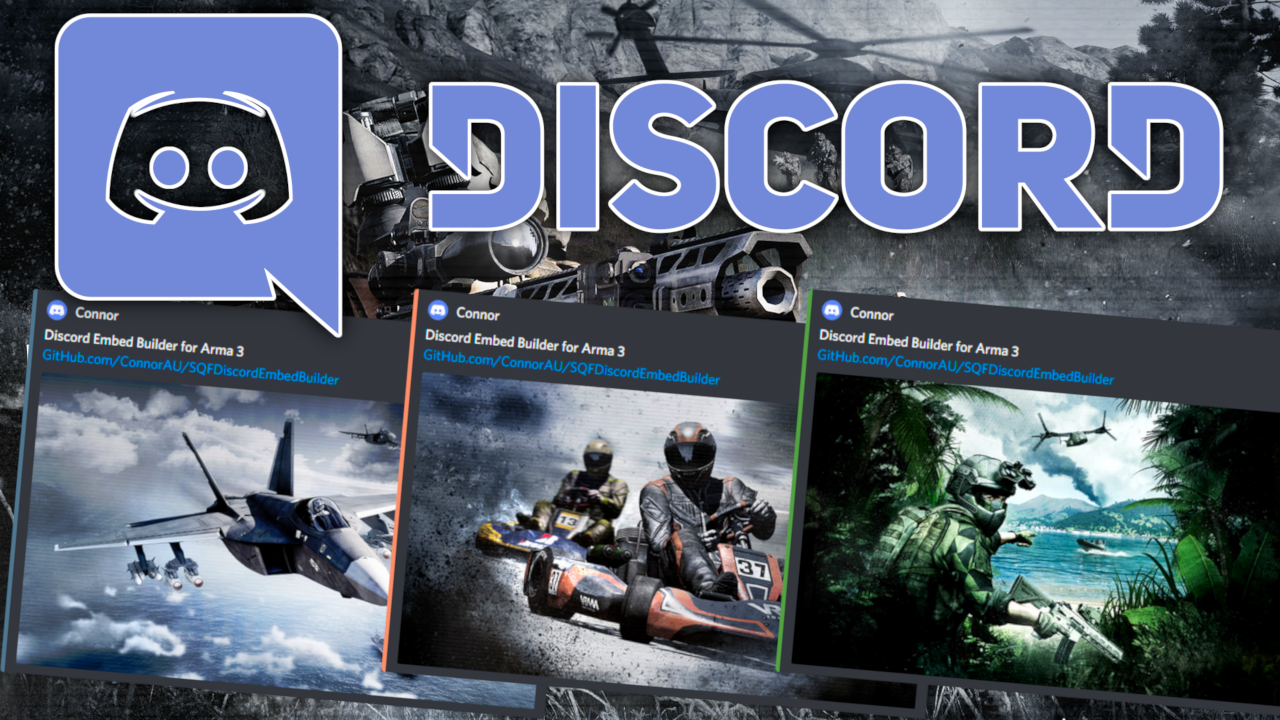 DISCORD
Connor
Discord Embed Builder for Arma 3
GitHub.com/ConnorAU/SQFDiscordEmbedBuilder
Connor
Discord Embed Builder for Arma 3
GitHub.com/ConnorAU/SQFDiscordEmbedBuilder
13
31
37
Connor
Discord Embed Builder for Arma 3
GitHub.com/ConnorAU/SQFDiscordEmbedBuilder